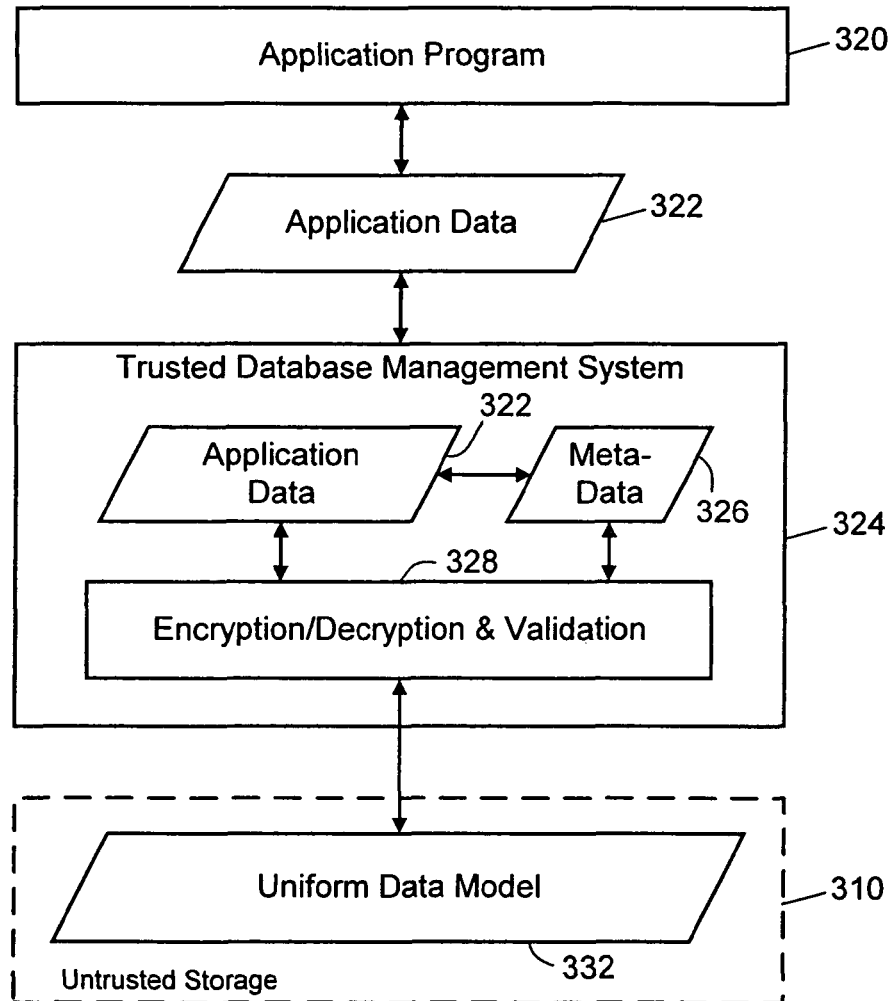 Application Program
320
Application Data
322
Trusted Database Management System
322
Application
Data
Meta-
Data
326
324
328
Encryption/Decryption & Validation
Uniform Data Model
310
332
Untrusted Storage